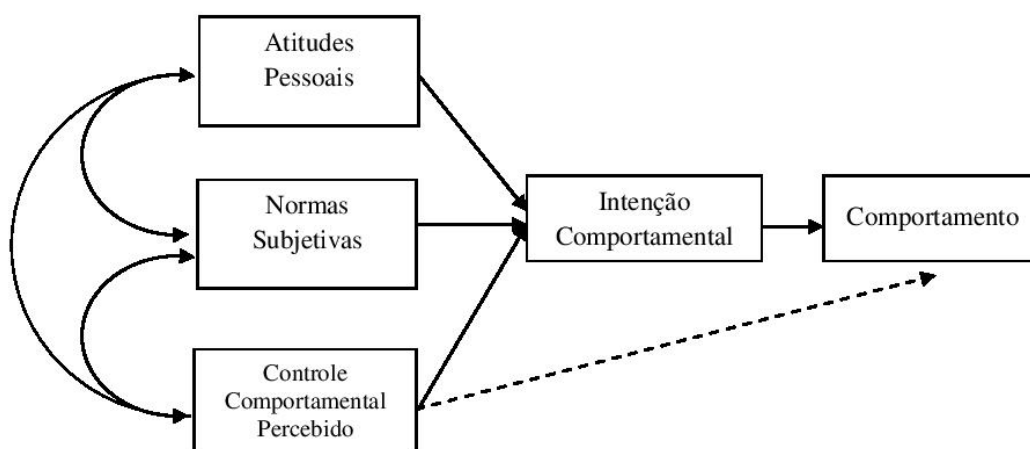 Atitudes
Pessoais
Normas
Subjetivas
Controle
Comportamental
Percebido
Intenção
Comportamental
Comportamento